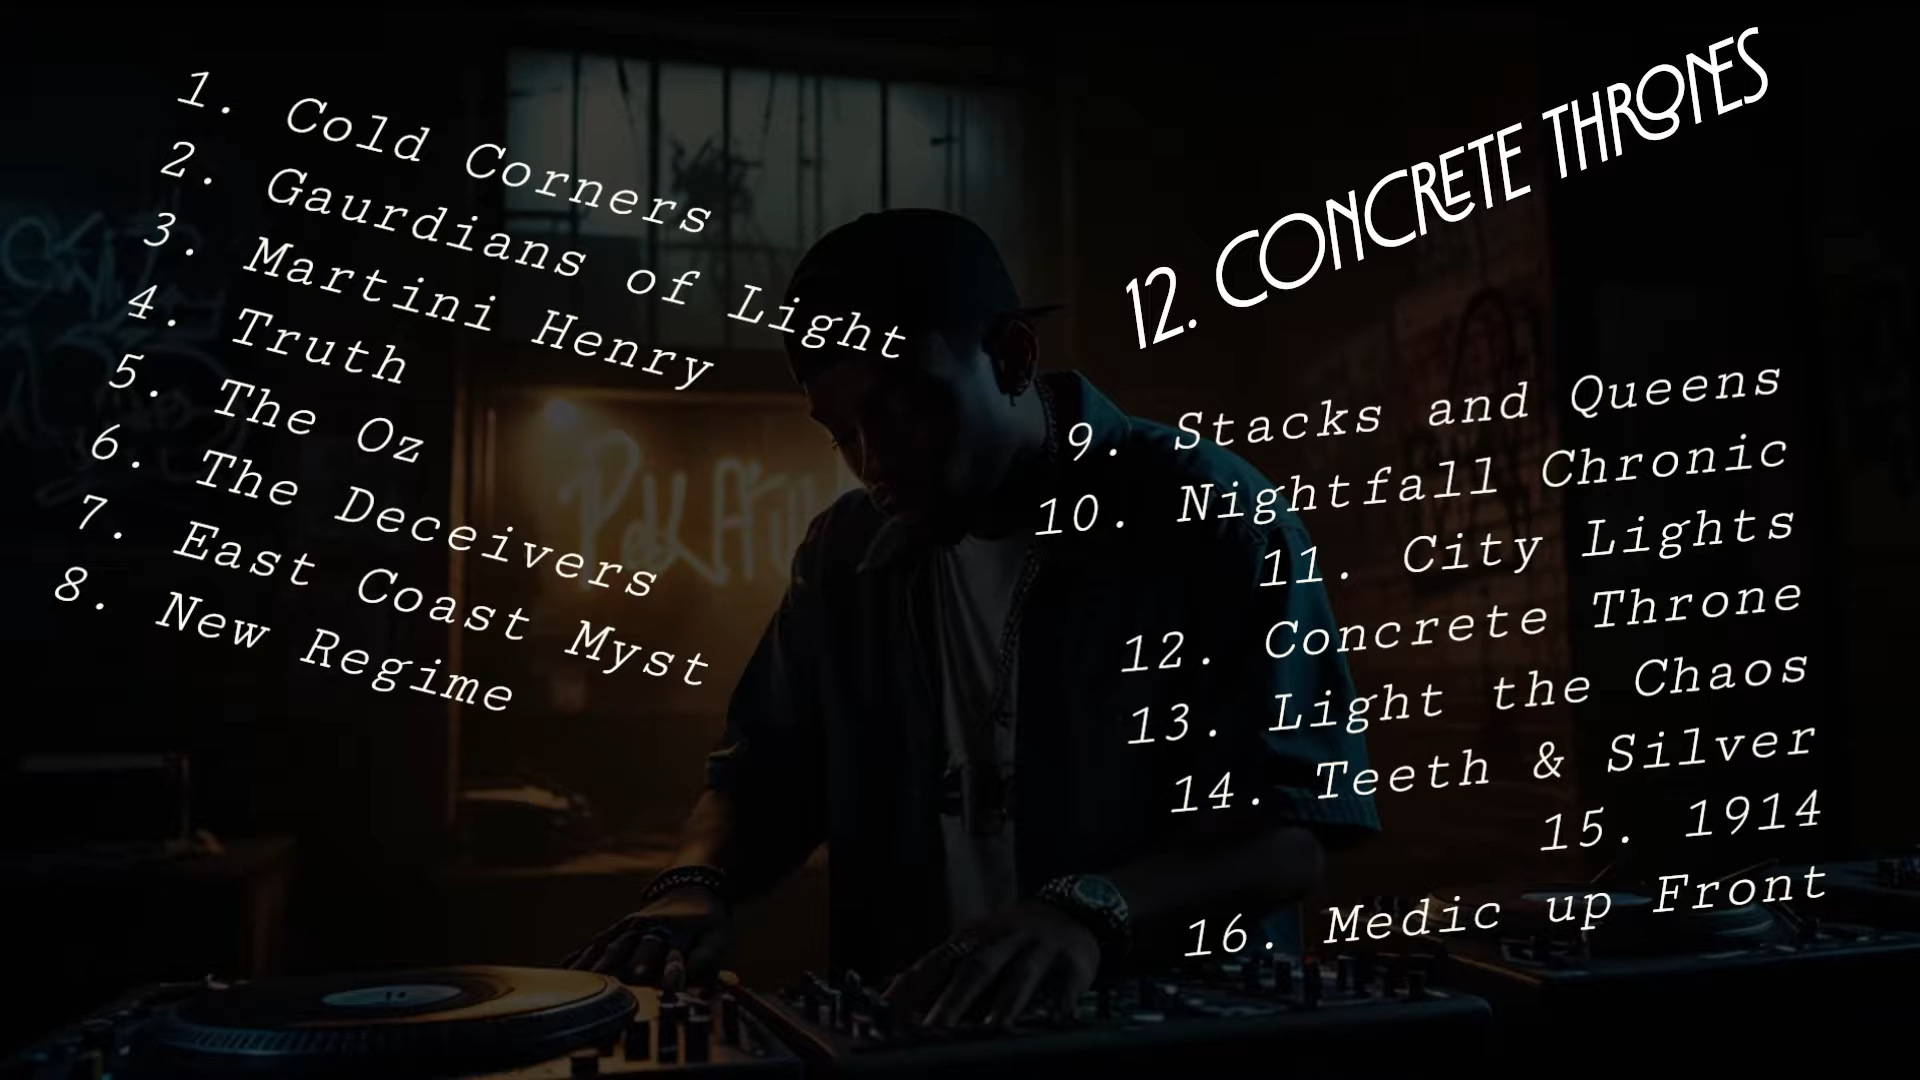 1. Cold Corners
2. Gaurdians of Light
3. Martini Henry
4. Truth
5. The Oz
6. The Deceivers
7. East Coast Myst
8. New Regime
12. CONCRETE THRONES
9. Stacks and Queens
10. Nightfall Chronic
11. City Lights
12. Concrete Throne
13. Light the Chaos
14. Teeth & Silver
15. 1914
16. Medic up Front